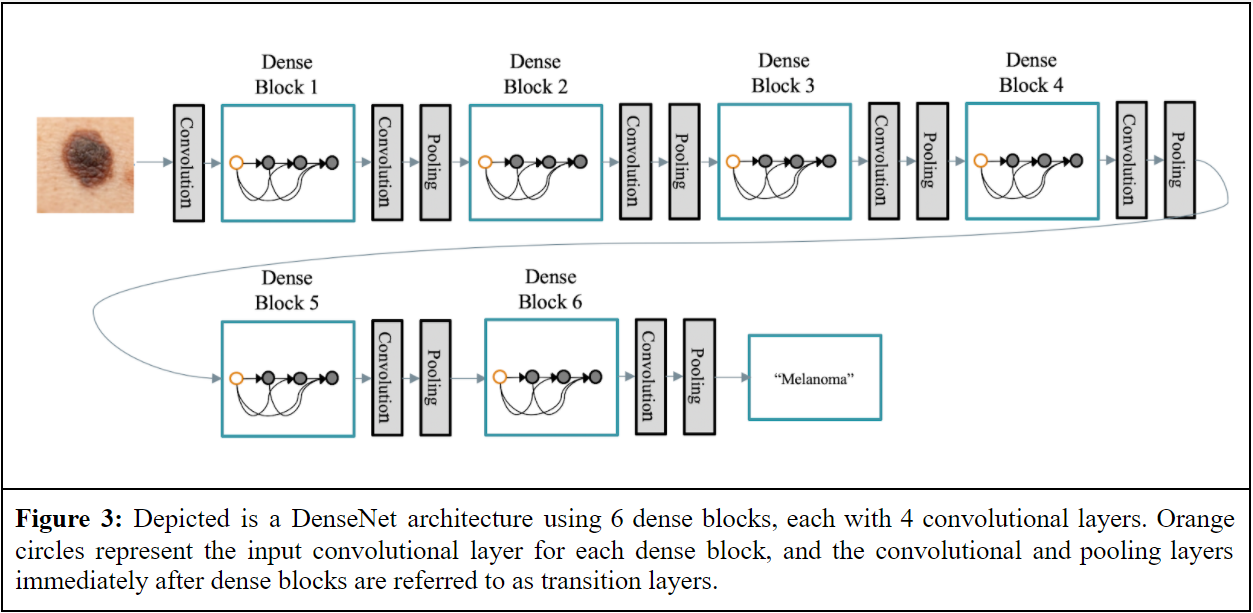 Dense
Block 1
Dense
Block 2
Dense
Block 3
Dense
Block 4
Convolution
Convolution
Pooling
Convolution
Pooling
Convolution
Pooling
Convolution
Pooling
Dense
Block 5
Dense
Block 6
Convolution
Pooling
Convolution
Pooling
“Melanoma”
Figure 3: Depicted is a DenseNet architecture using 6 dense blocks, each with 4 convolutional layers. Orange
circles represent the input convolutional layer for each dense block, and the convolutional and pooling layers
immediately after dense blocks are referred to as transition layers.